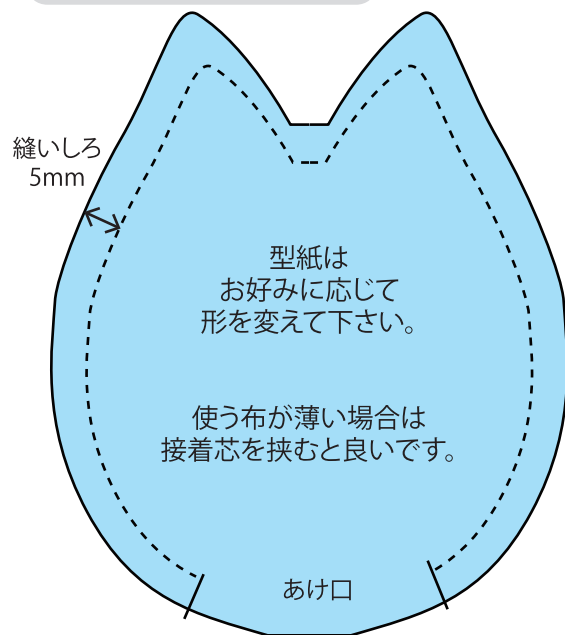 縫いしろ
5mm
型紙は
お好みに応じて
形を変えて下さい。
使う布が薄い場合は
接着芯を挟むと良いです。
あけ口